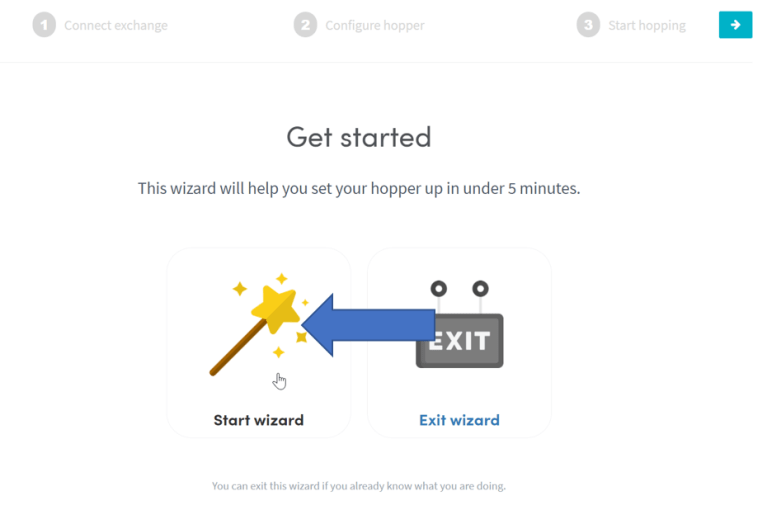 1 Connect exchange
2 Configure hopper
3 Start hopping
Get started
This wizard will help you set your hopper up in under 5 minutes.
EXIT
Start wizard
Exit wizard
You can exit this wizard if you already know what you are doing.